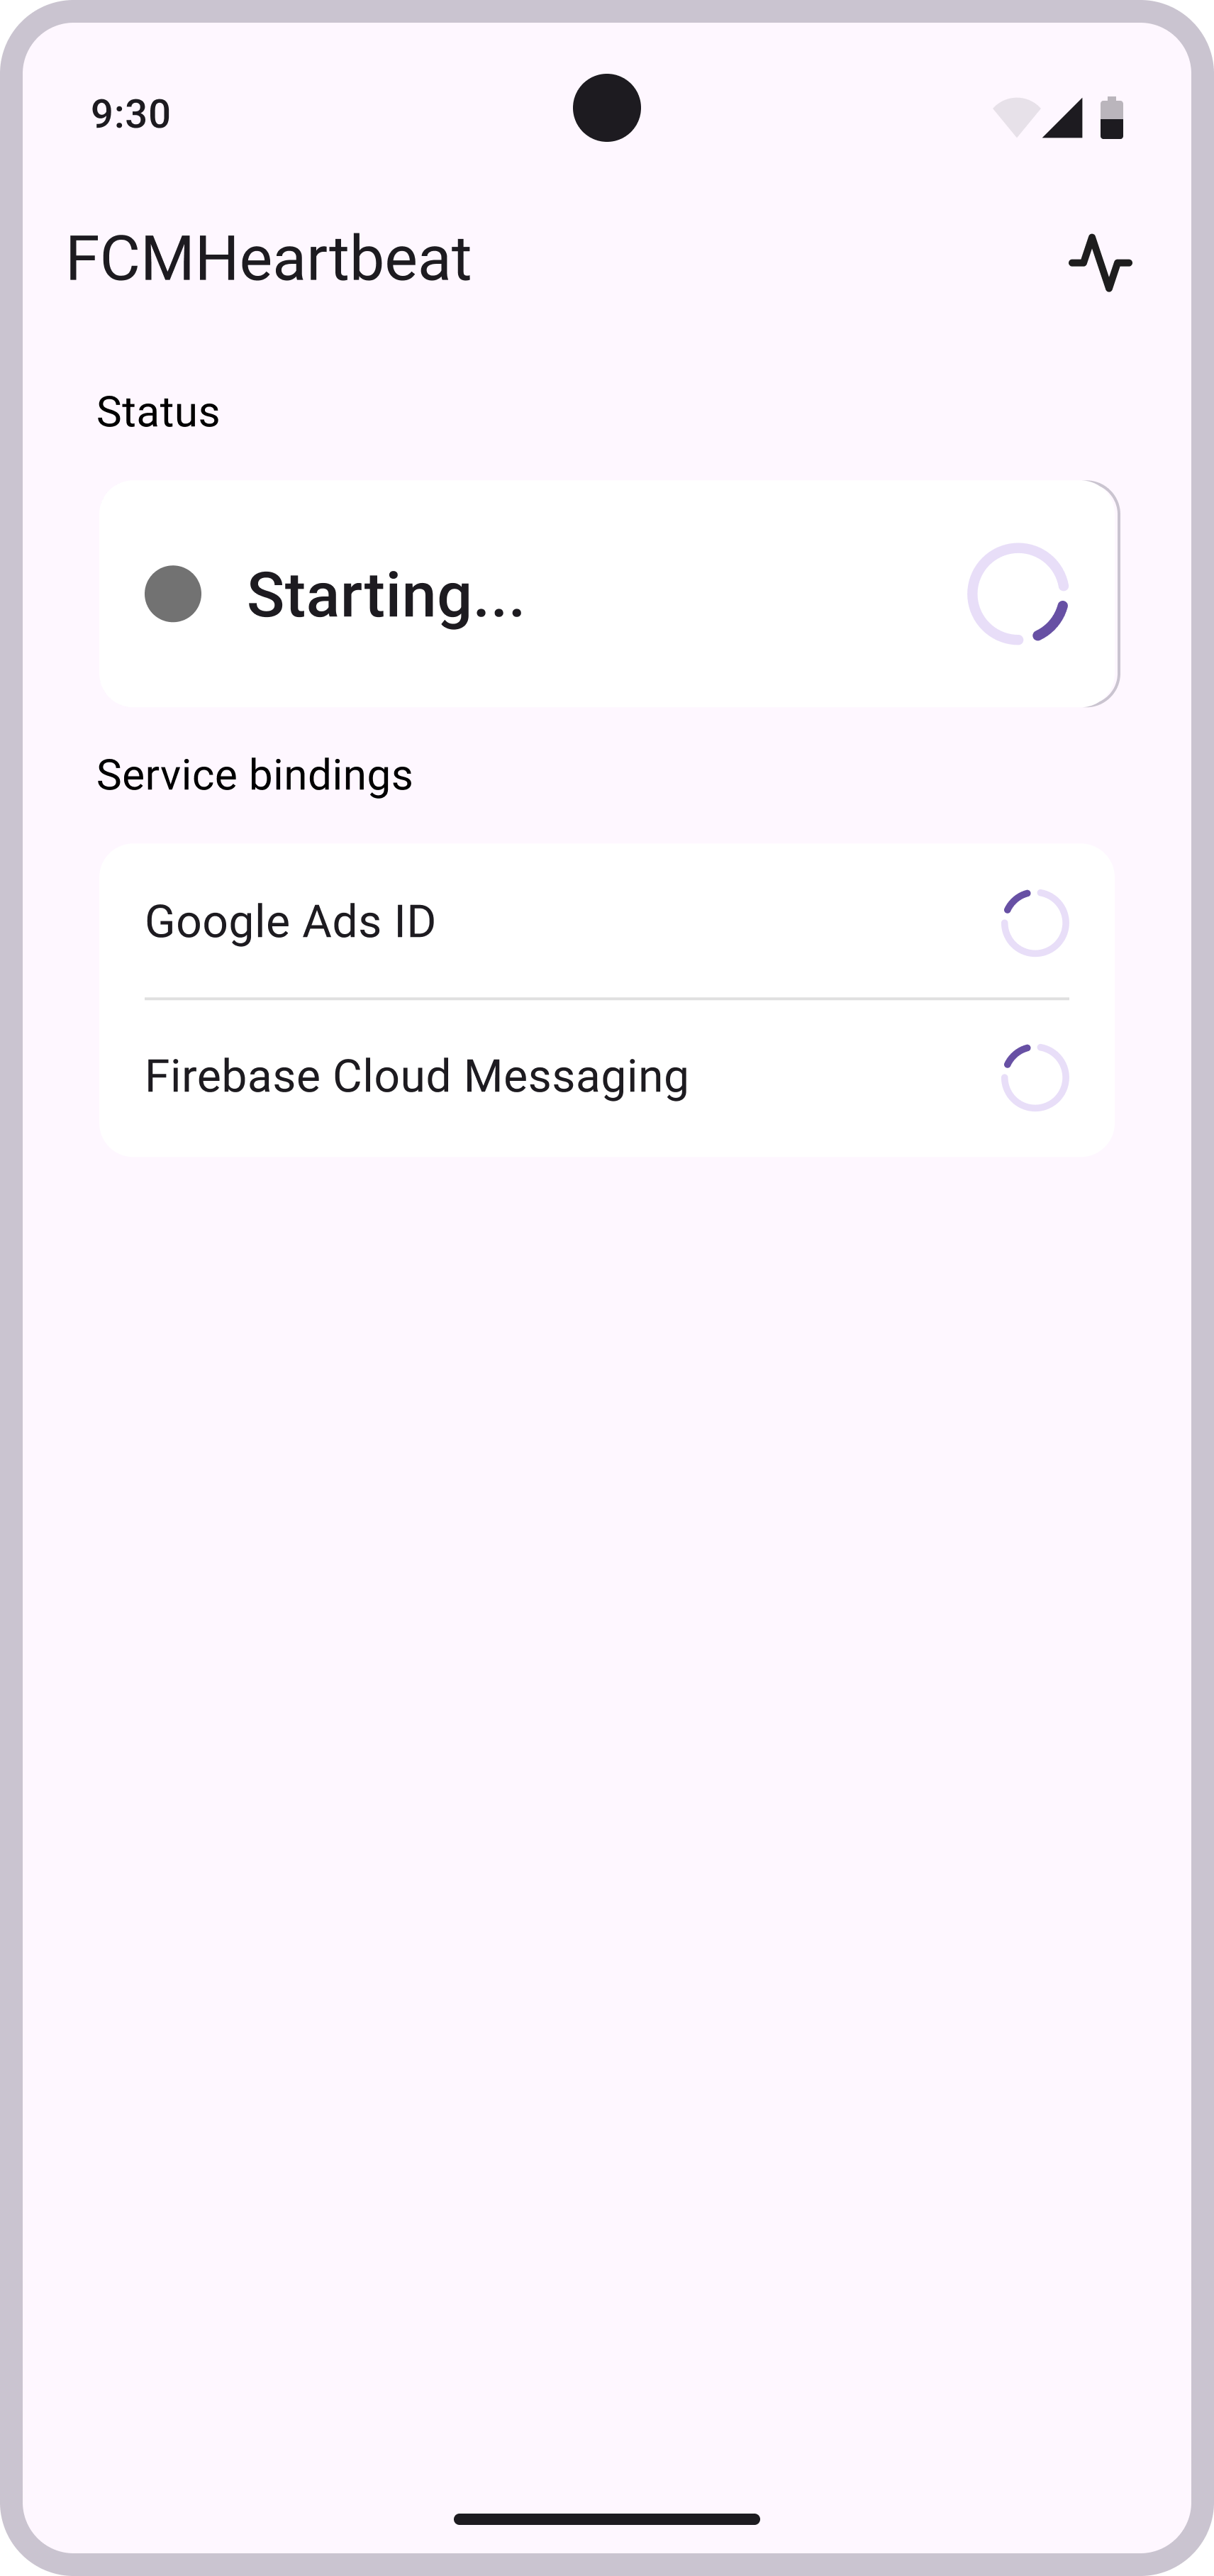 9:30
FCMHeartbeat
Status
Starting...
Service bindings
Google Ads ID
Firebase Cloud Messaging